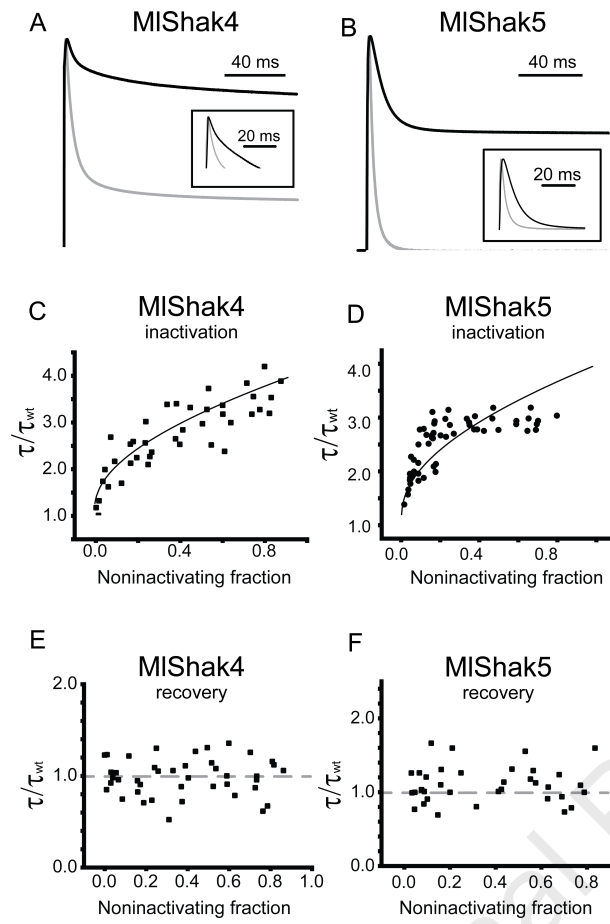 A
MlShak4
40 ms
20 ms
B
MlShak5
40 ms
20 ms
C
MlShak4
inactivation
τ/τwt
4.0
3.0
2.0
1.0
0.0
0.4
0.8
Noninactivating fraction
D
MlShak5
inactivation
τ/τwt
4.0
3.0
2.0
1.0
0.0
0.4
0.8
Noninactivating fraction
E
MlShak4
recovery
τ/τwt
2.0
1.0
0.0
0.0 0.2 0.4 0.6 0.8 1.0
Noninactivating fraction
F
MlShak5
recovery
τ/τwt
2.0
1.0
0.0
0.0 0.2 0.4 0.6 0.8
Noninactivating fraction